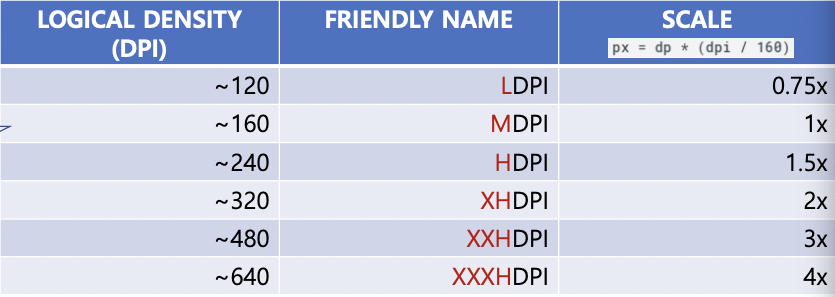 LOGICAL DENSITY (DPI) FRIENDLY NAME SCALE px = dp * (dpi / 160)
~120 LDPI 0.75x
~160 MDPI 1x
~240 HDPI 1.5x
~320 XHDPI 2x
~480 XXHDPI 3x
~640 XXXHDPI 4x